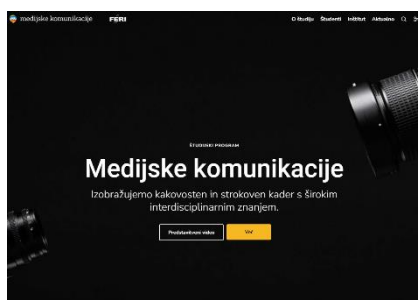 medijske komunikacije FERI
O študiju Študenti Inštitut Aktualno
ŠTUDIJSKI PROGRAM
Medijske komunikacije
Izobražujemo kakovosten in strokoven kader s širokim
interdisciplinarnim znanjem.
Predstavitveni video Več